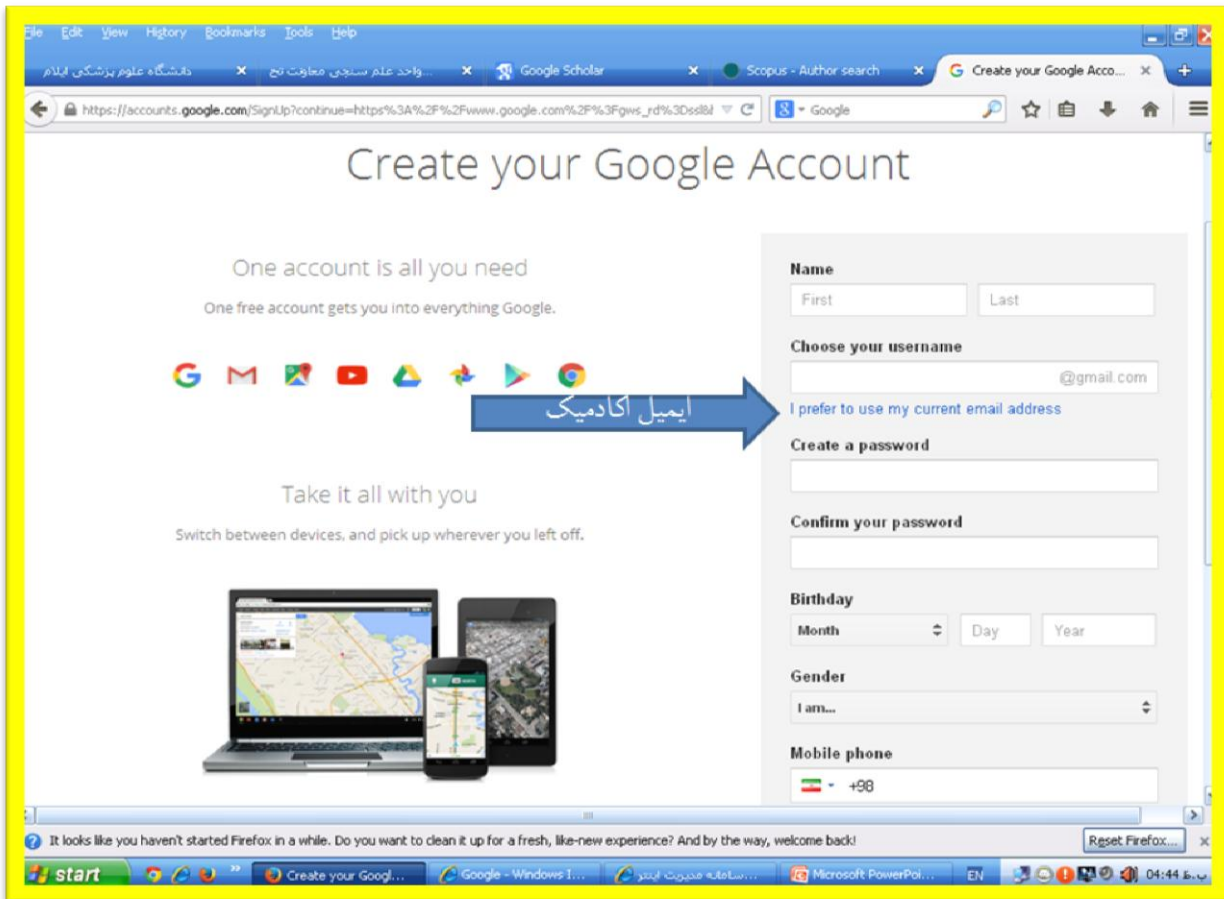 File Edit View History Bookmarks Tools Help
دانشگاه علوم پزشکی ایلام
واحد علم سنجی معاونت تح...
Google Scholar
Scopus - Author search
Create your Google Acco...
https://accounts.google.com/SignUp?continue=https%3A%2F%2Fwww.google.com%2F%3Fgws_rd%3Dssl&
Google
Create your Google Account
One account is all you need
One free account gets you into everything Google.
Take it all with you
Switch between devices, and pick up wherever you left off.
ایمیل آکادمیک
Name
First Last
Choose your username
@gmail.com
I prefer to use my current email address
Create a password
Confirm your password
Birthday
Month Day Year
Gender
I am...
Mobile phone
+98
It looks like you haven't started Firefox in a while. Do you want to clean it up for a fresh, like-new experience? And by the way, welcome back!
Reset Firefox...
start
Create your Googl...
Google - Windows I...
سامانه مدیریت اینتر...
Microsoft PowerPoi...
EN
04:44 ب.ظ